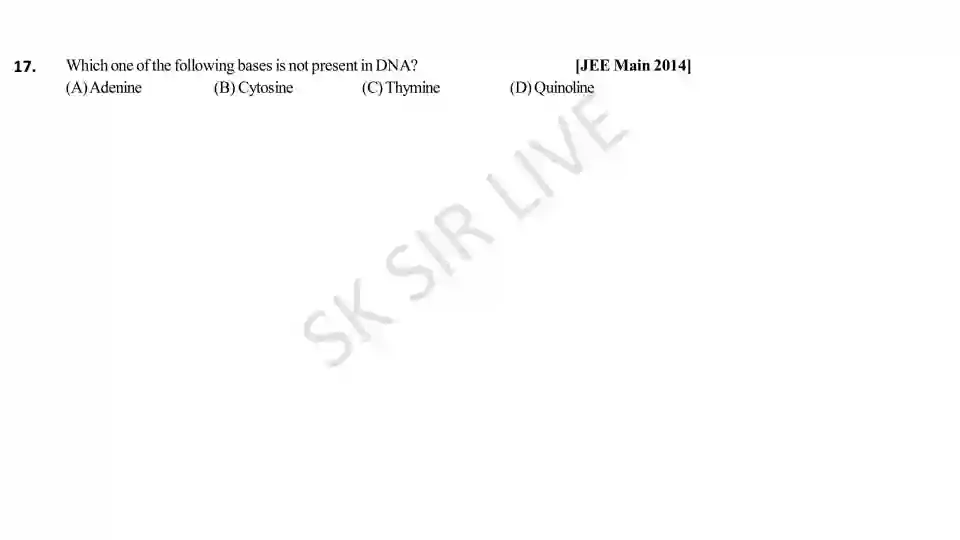 17. Which one of the following bases is not present in DNA? [JEE Main 2014]
(A) Adenine (B) Cytosine (C) Thymine (D) Quinoline
SK SIR LIVE